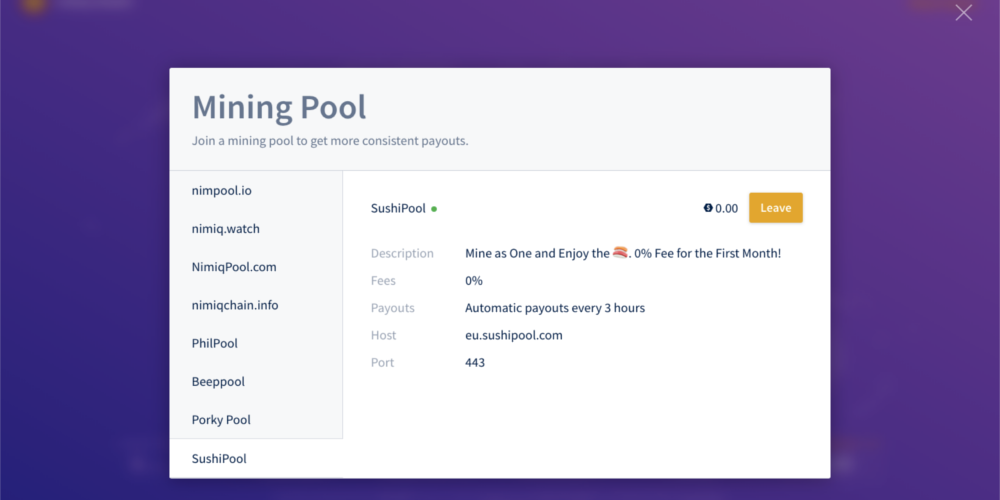 Mining Pool
Join a mining pool to get more consistent payouts.
nimpool.io
nimiq.watch
NimiqPool.com
nimiqchain.info
PhilPool
Beeppool
Porky Pool
SushiPool
SushiPool
0.00
Leave
Description Mine as One and Enjoy the 🍣. 0% Fee for the First Month!
Fees 0%
Payouts Automatic payouts every 3 hours
Host eu.sushipool.com
Port 443